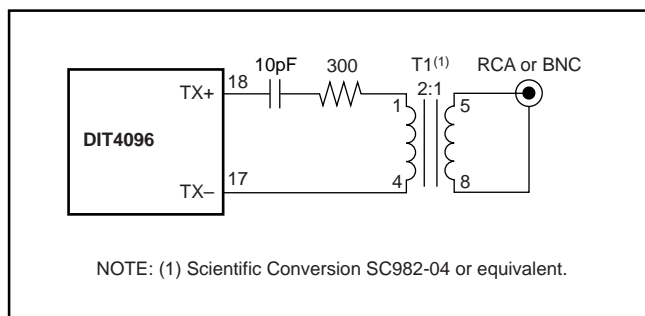 10pF 300 T1(1) RCA or BNC
TX+ 18 2:1
1 5
DIT4096
17 4 8
TX–
NOTE: (1) Scientific Conversion SC982-04 or equivalent.